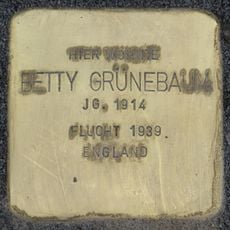 HIER WOHNTE
BETTY GRÜNEBAUM
JG. 1914
FLUCHT 1939
ENGLAND